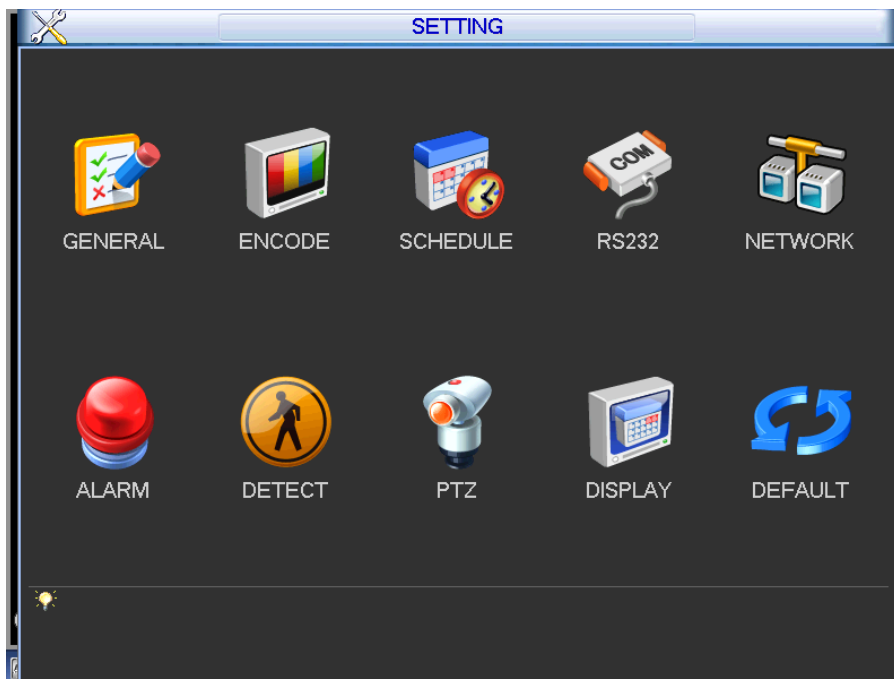 SETTING
COM
GENERAL ENCODE SCHEDULE RS232 NETWORK
ALARM DETECT PTZ DISPLAY DEFAULT